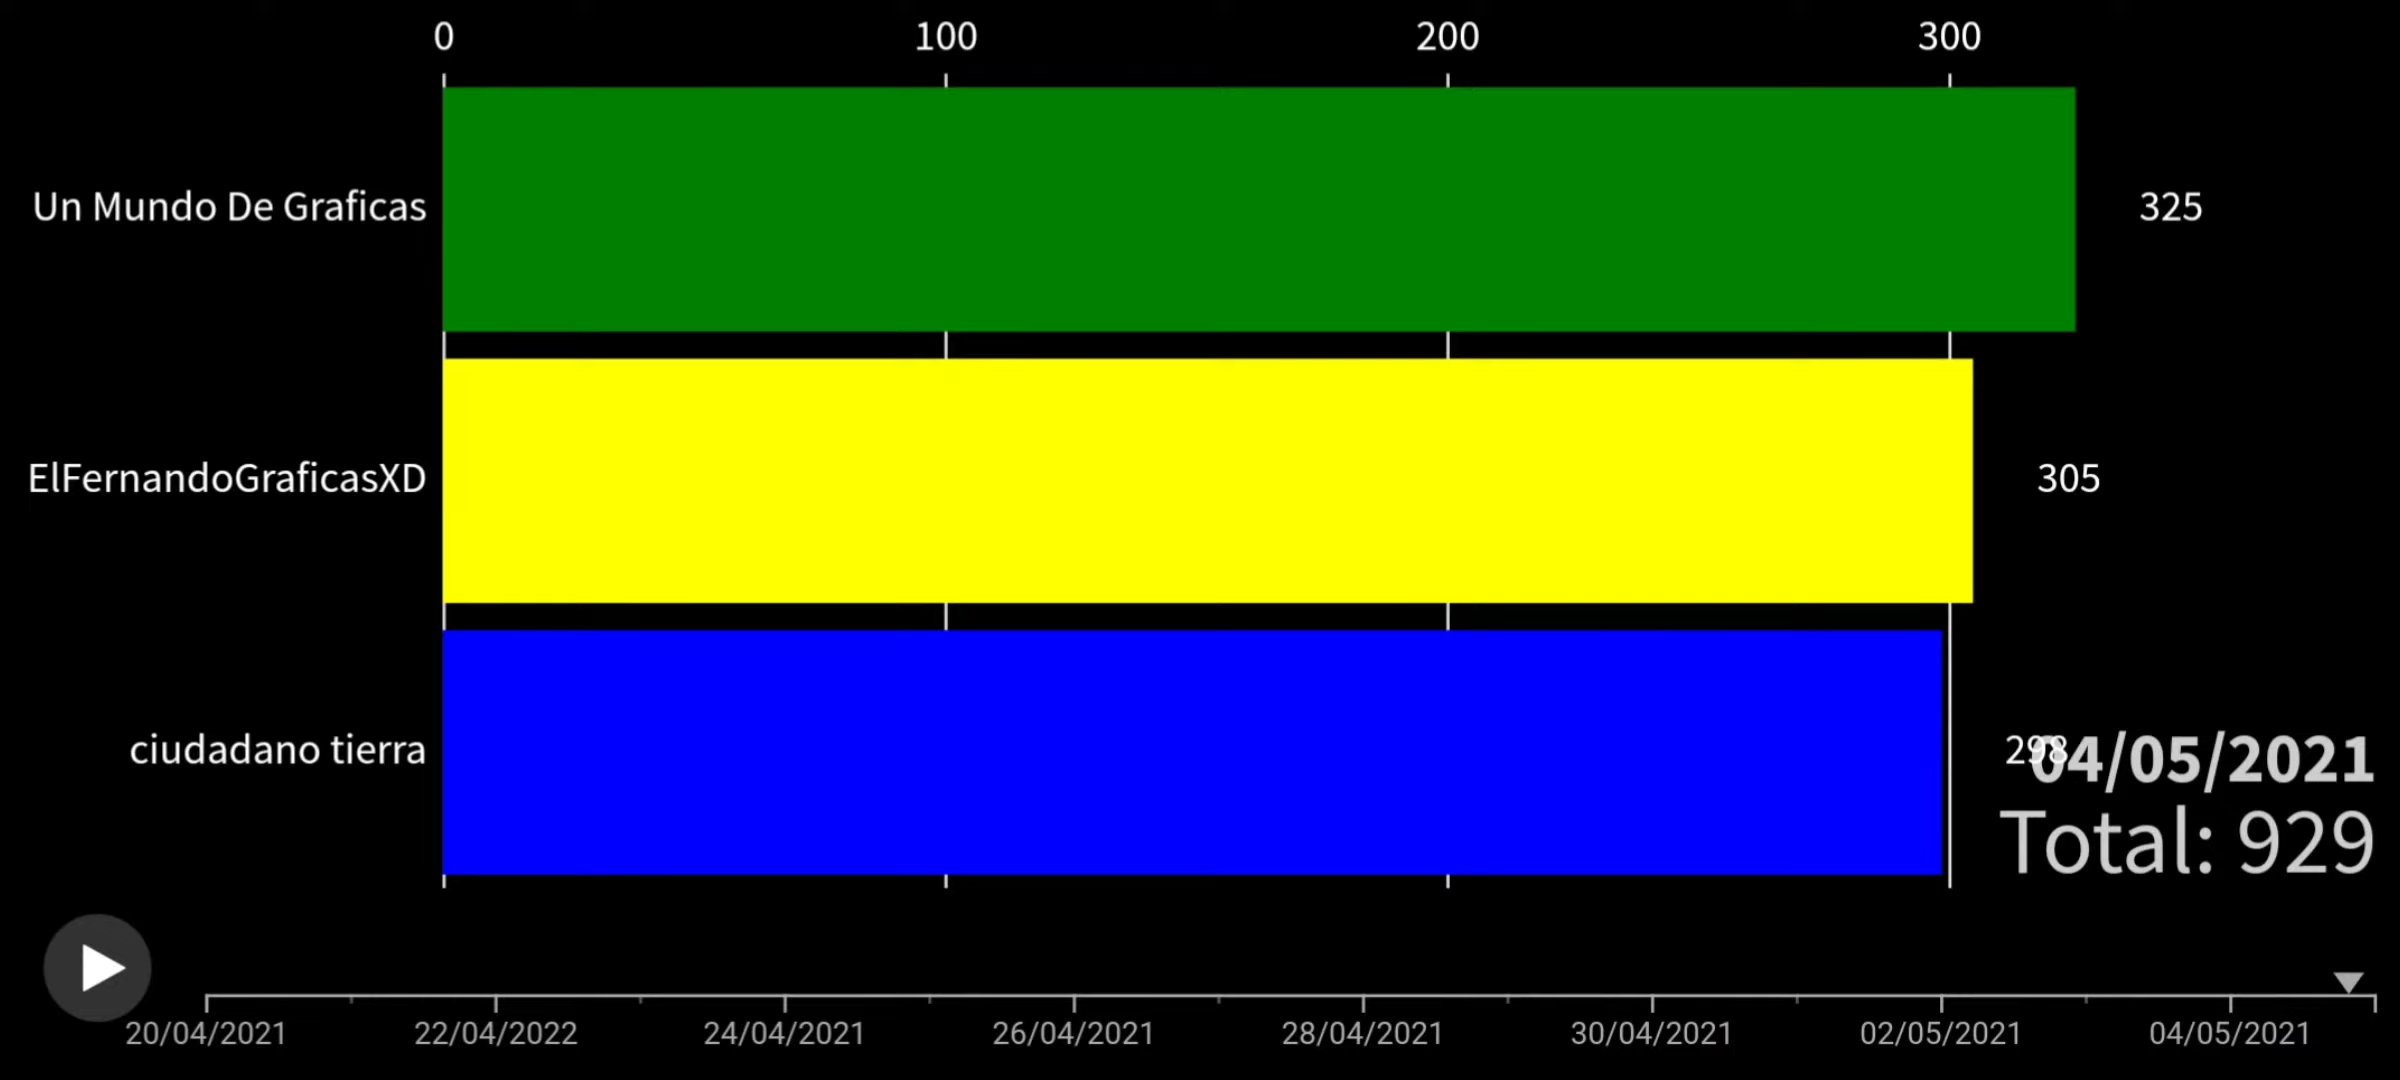 0 100 200 300
Un Mundo De Graficas 325
ElFernandoGraficasXD 305
ciudadano tierra 298
04/05/2021
Total: 929
20/04/2021 22/04/2022 24/04/2021 26/04/2021 28/04/2021 30/04/2021 02/05/2021 04/05/2021